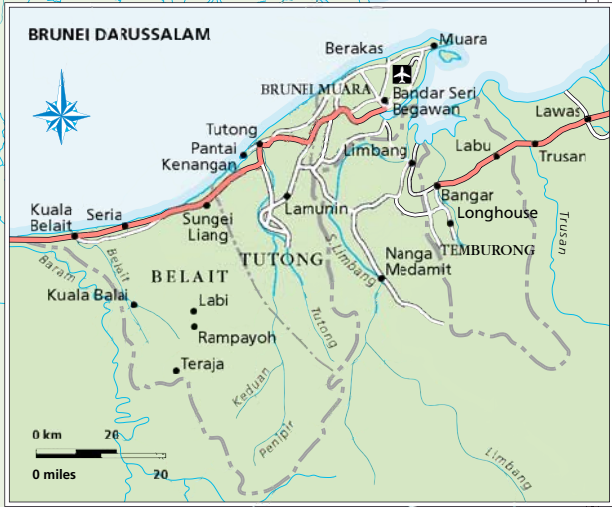 BRUNEI DARUSSALAM
Berakas
Muara
BRUNEI MUARA
Bandar Seri
Begawan
Lawas
Tutong
Pantai
Kenangan
Limbang
Labu
Trusan
Bangar
Longhouse
Kuala
Belait
Seria
Sungei
Liang
Lamunin
TUTONG
S Limbang
Nanga
Medamit
TEMBURONG
Trusan
Baram
Belait
BELAIT
Kuala Balai
Labi
Rampayoh
Tutong
Teraja
Keduan
Penipir
Limbang
0 km 20
0 miles 20